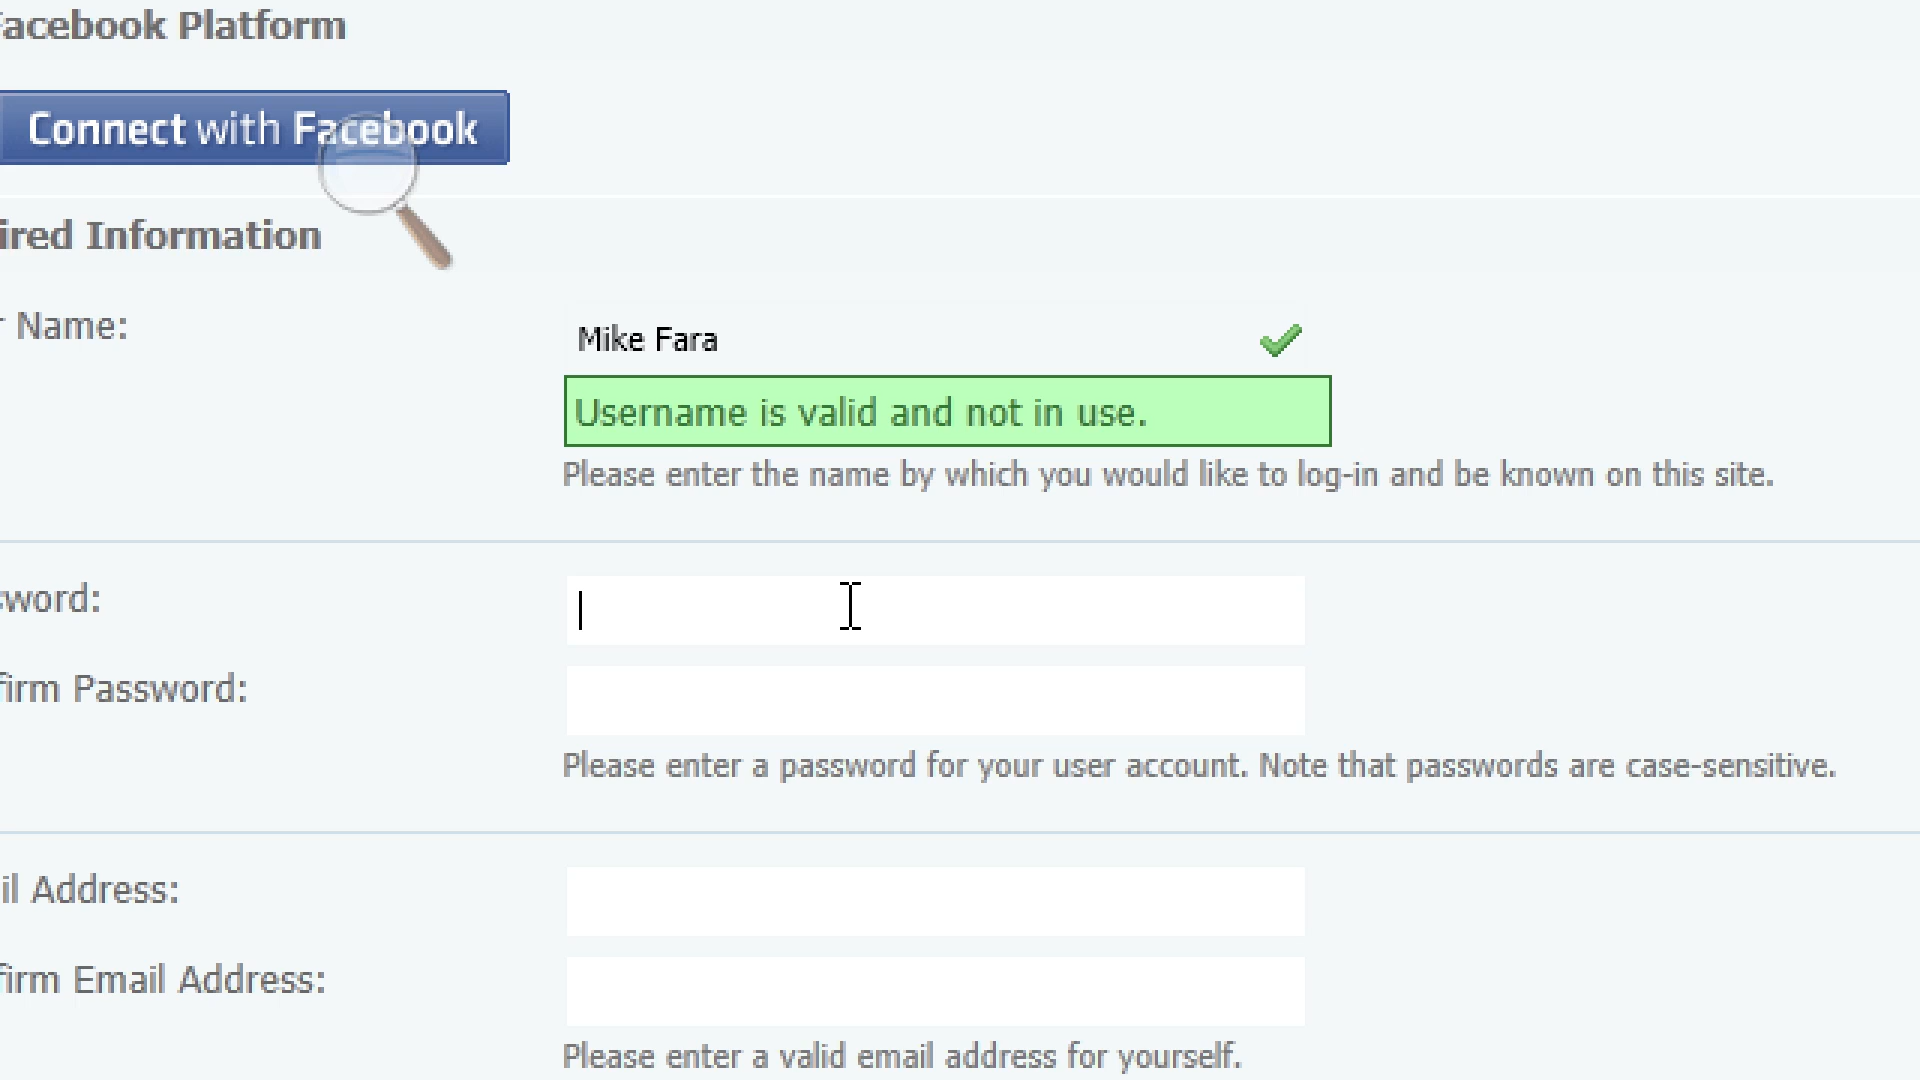 Facebook Platform
Connect with Facebook
ired Information
r Name:
Mike Fara
Username is valid and not in use.
Please enter the name by which you would like to log-in and be known on this site.
sword:
firm Password:
Please enter a password for your user account. Note that passwords are case-sensitive.
il Address:
firm Email Address:
Please enter a valid email address for yourself.